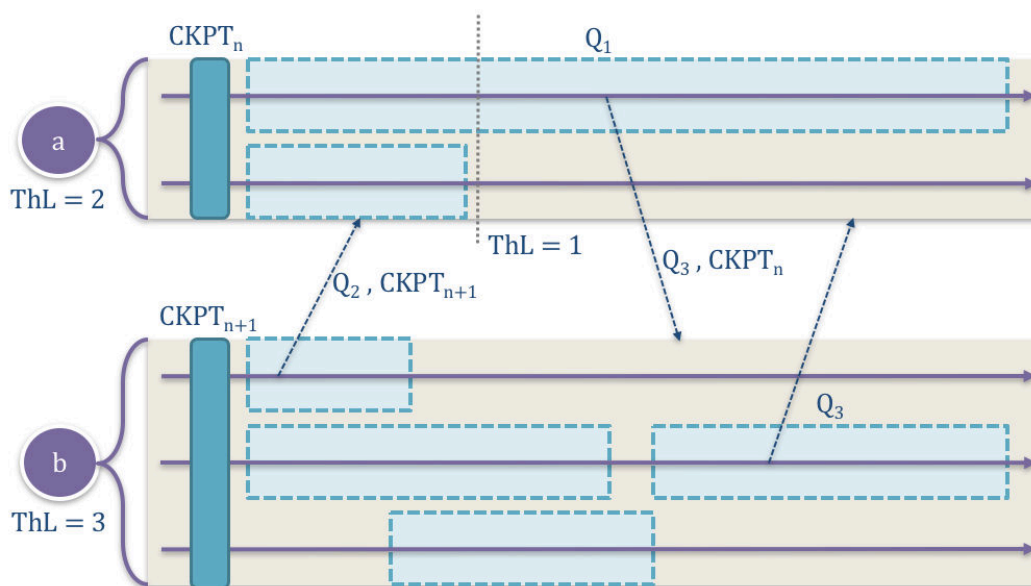 CKPTₙ
Q₁
a
ThL = 2
ThL = 1
Q₃ , CKPTₙ
Q₂ , CKPTₙ₊₁
CKPTₙ₊₁
Q₃
b
ThL = 3